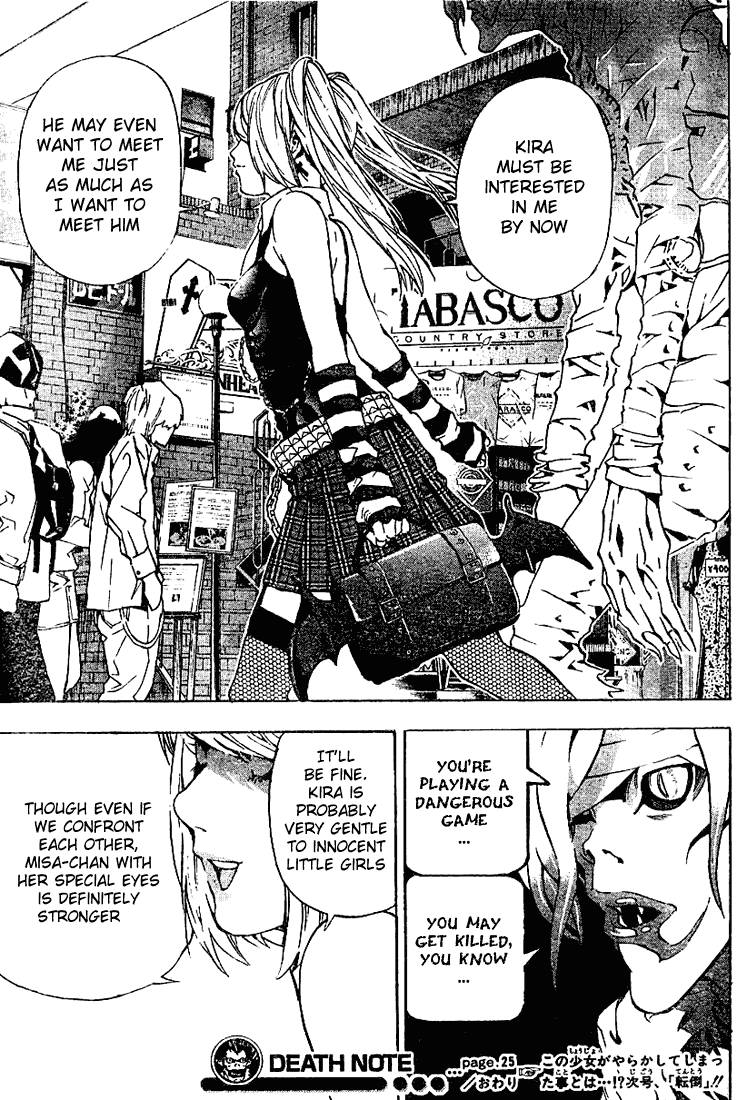 KIRA
MUST BE
INTERESTED
IN ME
BY NOW
HE MAY EVEN
WANT TO MEET
ME JUST
AS MUCH AS
I WANT TO
MEET HIM
TABASCO
COUNTRY STORE
YOU'RE
PLAYING A
DANGEROUS
GAME
...
YOU MAY
GET KILLED,
YOU KNOW
...
IT'LL
BE FINE.
KIRA IS
PROBABLY
VERY GENTLE
TO INNOCENT
LITTLE GIRLS
THOUGH EVEN IF
WE CONFRONT
EACH OTHER,
MISA-CHAN WITH
HER SPECIAL EYES
IS DEFINITELY
STRONGER
DEATH NOTE
...page.25
/おわり
この少女がやらかしてしまっ
た事とは…!?次号、「転倒」!!